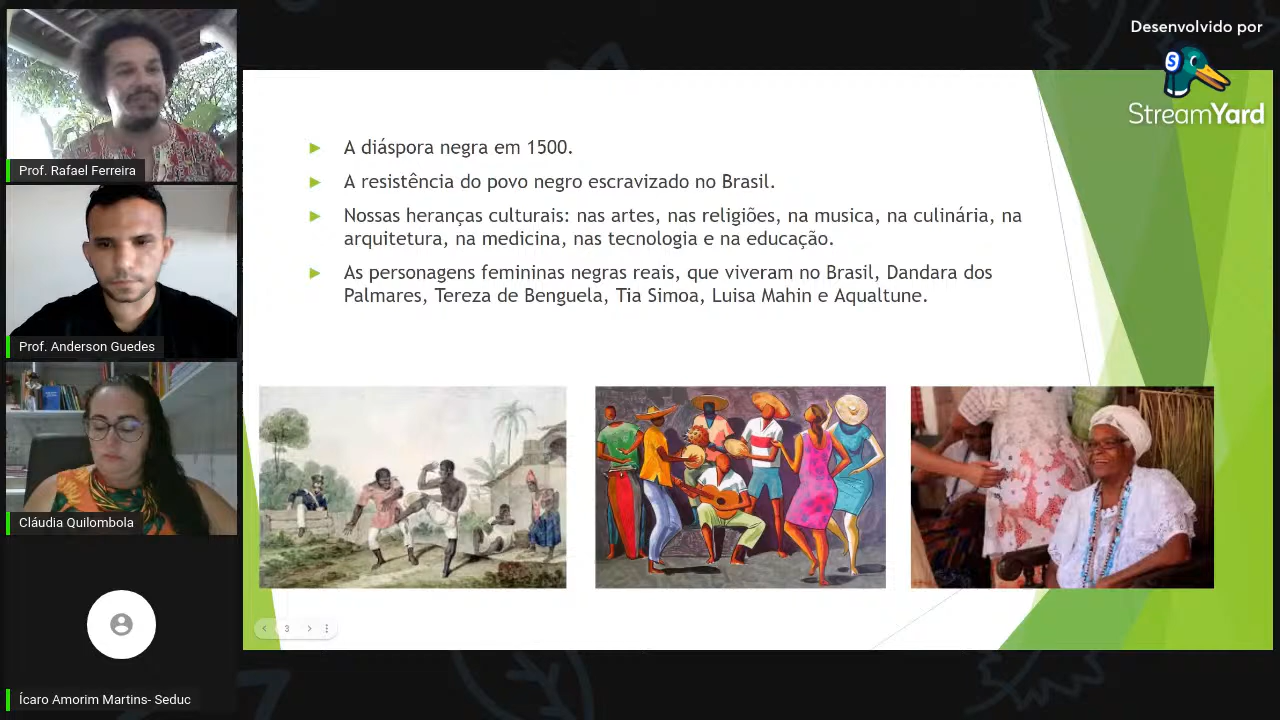 Desenvolvido por
S
StreamYard
Prof. Rafael Ferreira
Prof. Anderson Guedes
Cláudia Quilombola
Ícaro Amorim Martins- Seduc
A diáspora negra em 1500.
A resistência do povo negro escravizado no Brasil.
Nossas heranças culturais: nas artes, nas religiões, na musica, na culinária, na
arquitetura, na medicina, nas tecnologia e na educação.
As personagens femininas negras reais, que viveram no Brasil, Dandara dos
Palmares, Tereza de Benguela, Tia Simoa, Luisa Mahin e Aqualtune.
3